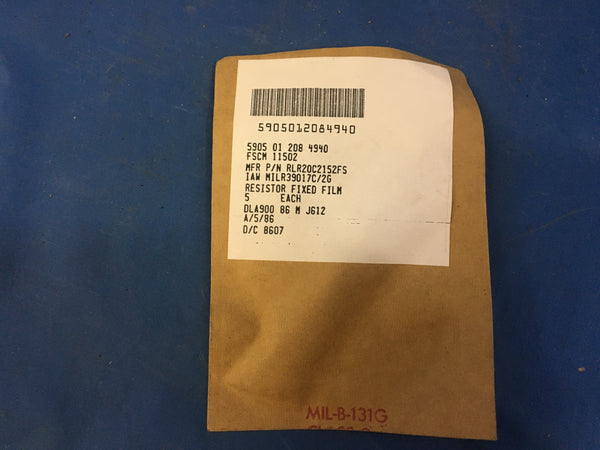 5905012084940
5905 01 208 4940
FSCM 11502
MFR P/N RLR20C2152FS
IAW MILR39017C/2G
RESISTOR FIXED FILM
5 EACH
DLA900 86 M J612
A/5/86
D/C 8607
MIL-B-131G